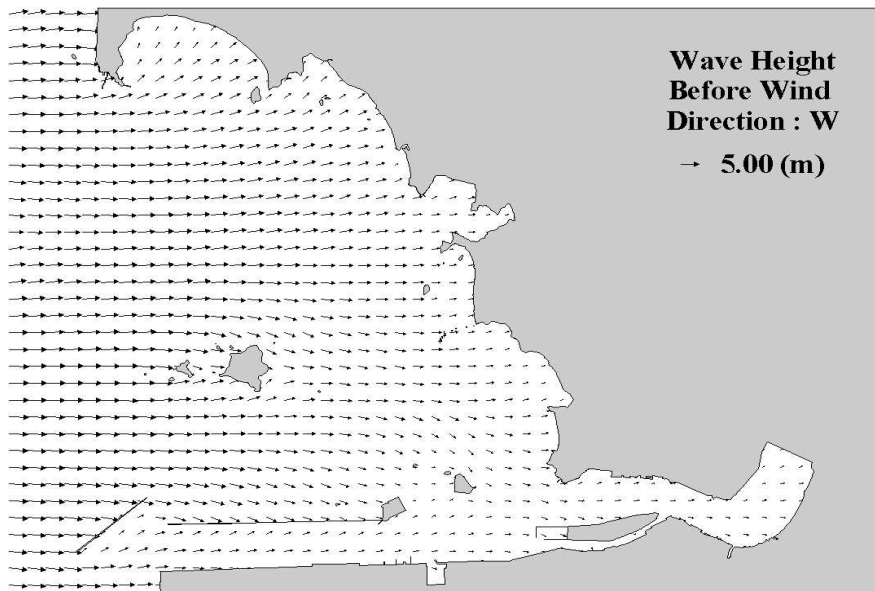 Wave Height
Before Wind
Direction : W
→ 5.00 (m)